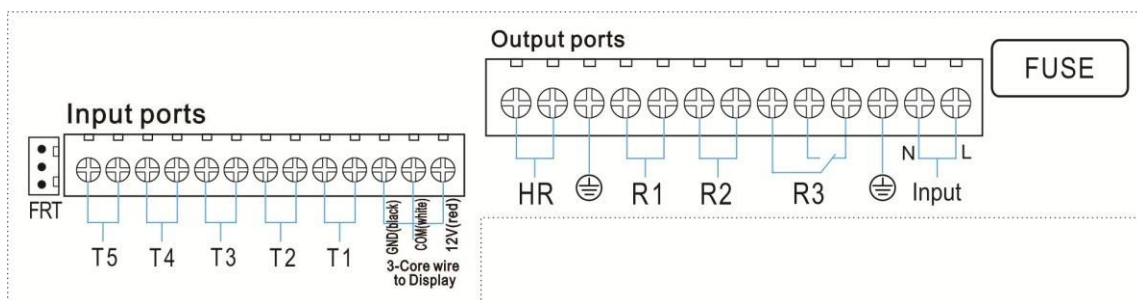 Output ports
FUSE
Input ports
N L
HR R1 R2 R3 Input
FRT
GND(black)
COM(white)
12V(red)
T5 T4 T3 T2 T1
3-Core wire
to Display